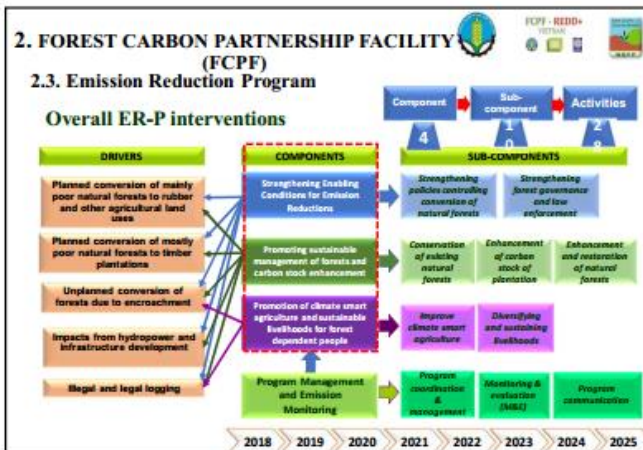 2. FOREST CARBON PARTNERSHIP FACILITY
(FCPF)
FCPF - REDD+
VIETNAM
2.3. Emission Reduction Program
Overall ER-P interventions
Component
Sub-
component
Activities
4
10
28
DRIVERS
COMPONENTS
SUB-COMPONENTS
Planned conversion of mainly
poor natural forests to rubber
and other agricultural land
uses
Planned conversion of mostly
poor natural forests to timber
plantations
Unplanned conversion of
forests due to encroachment
Impacts from hydropower and
infrastructure development
Illegal and legal logging
Strengthening Enabling
Conditions for Emission
Reductions
Promoting sustainable
management of forests and
carbon stock enhancement
Promotion of climate smart
agriculture and sustainable
livelihoods for forest
dependent people
Program Management
and Emission
Monitoring
Strengthening
policies controlling
conversion of
natural forests
Strengthening
forest governance
and law
enforcement
Conservation
of existing
natural
forests
Enhancement
of carbon
stock of
plantation
Enhancement
and restoration
of natural
forests
Improve
climate smart
agriculture
Diversifying
and sustaining
livelihoods
Program
coordination
&
management
Monitoring &
evaluation
(M&E)
Program
communication
2018 2019 2020 2021 2022 2023 2024 2025